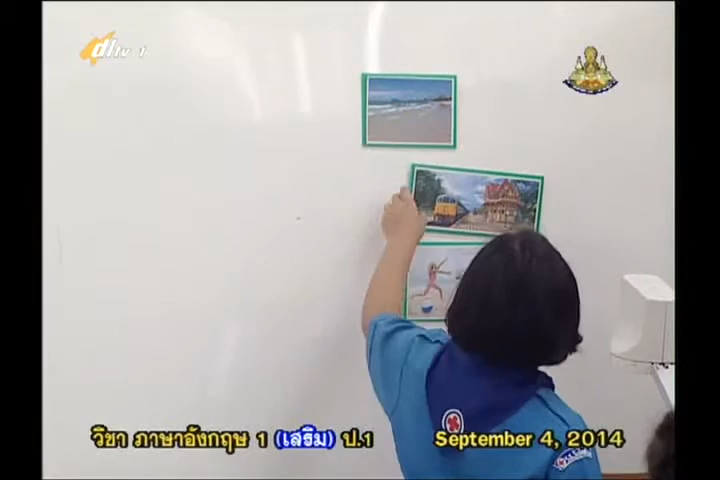 dltv 1
วิชา ภาษาอังกฤษ 1 (เสริม) ป.1
September 4, 2014